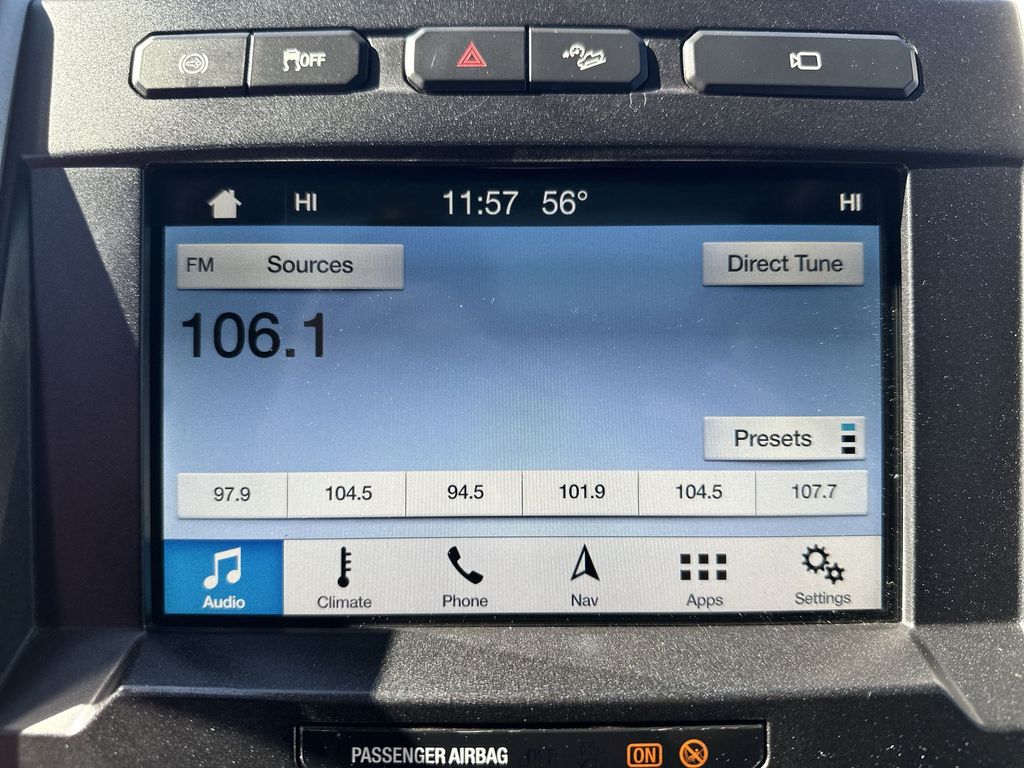 OFF
HI 11:57 56° HI
FM Sources Direct Tune
106.1
Presets
97.9 104.5 94.5 101.9 104.5 107.7
Audio Climate Phone Nav Apps Settings
PASSENGER AIRBAG ON